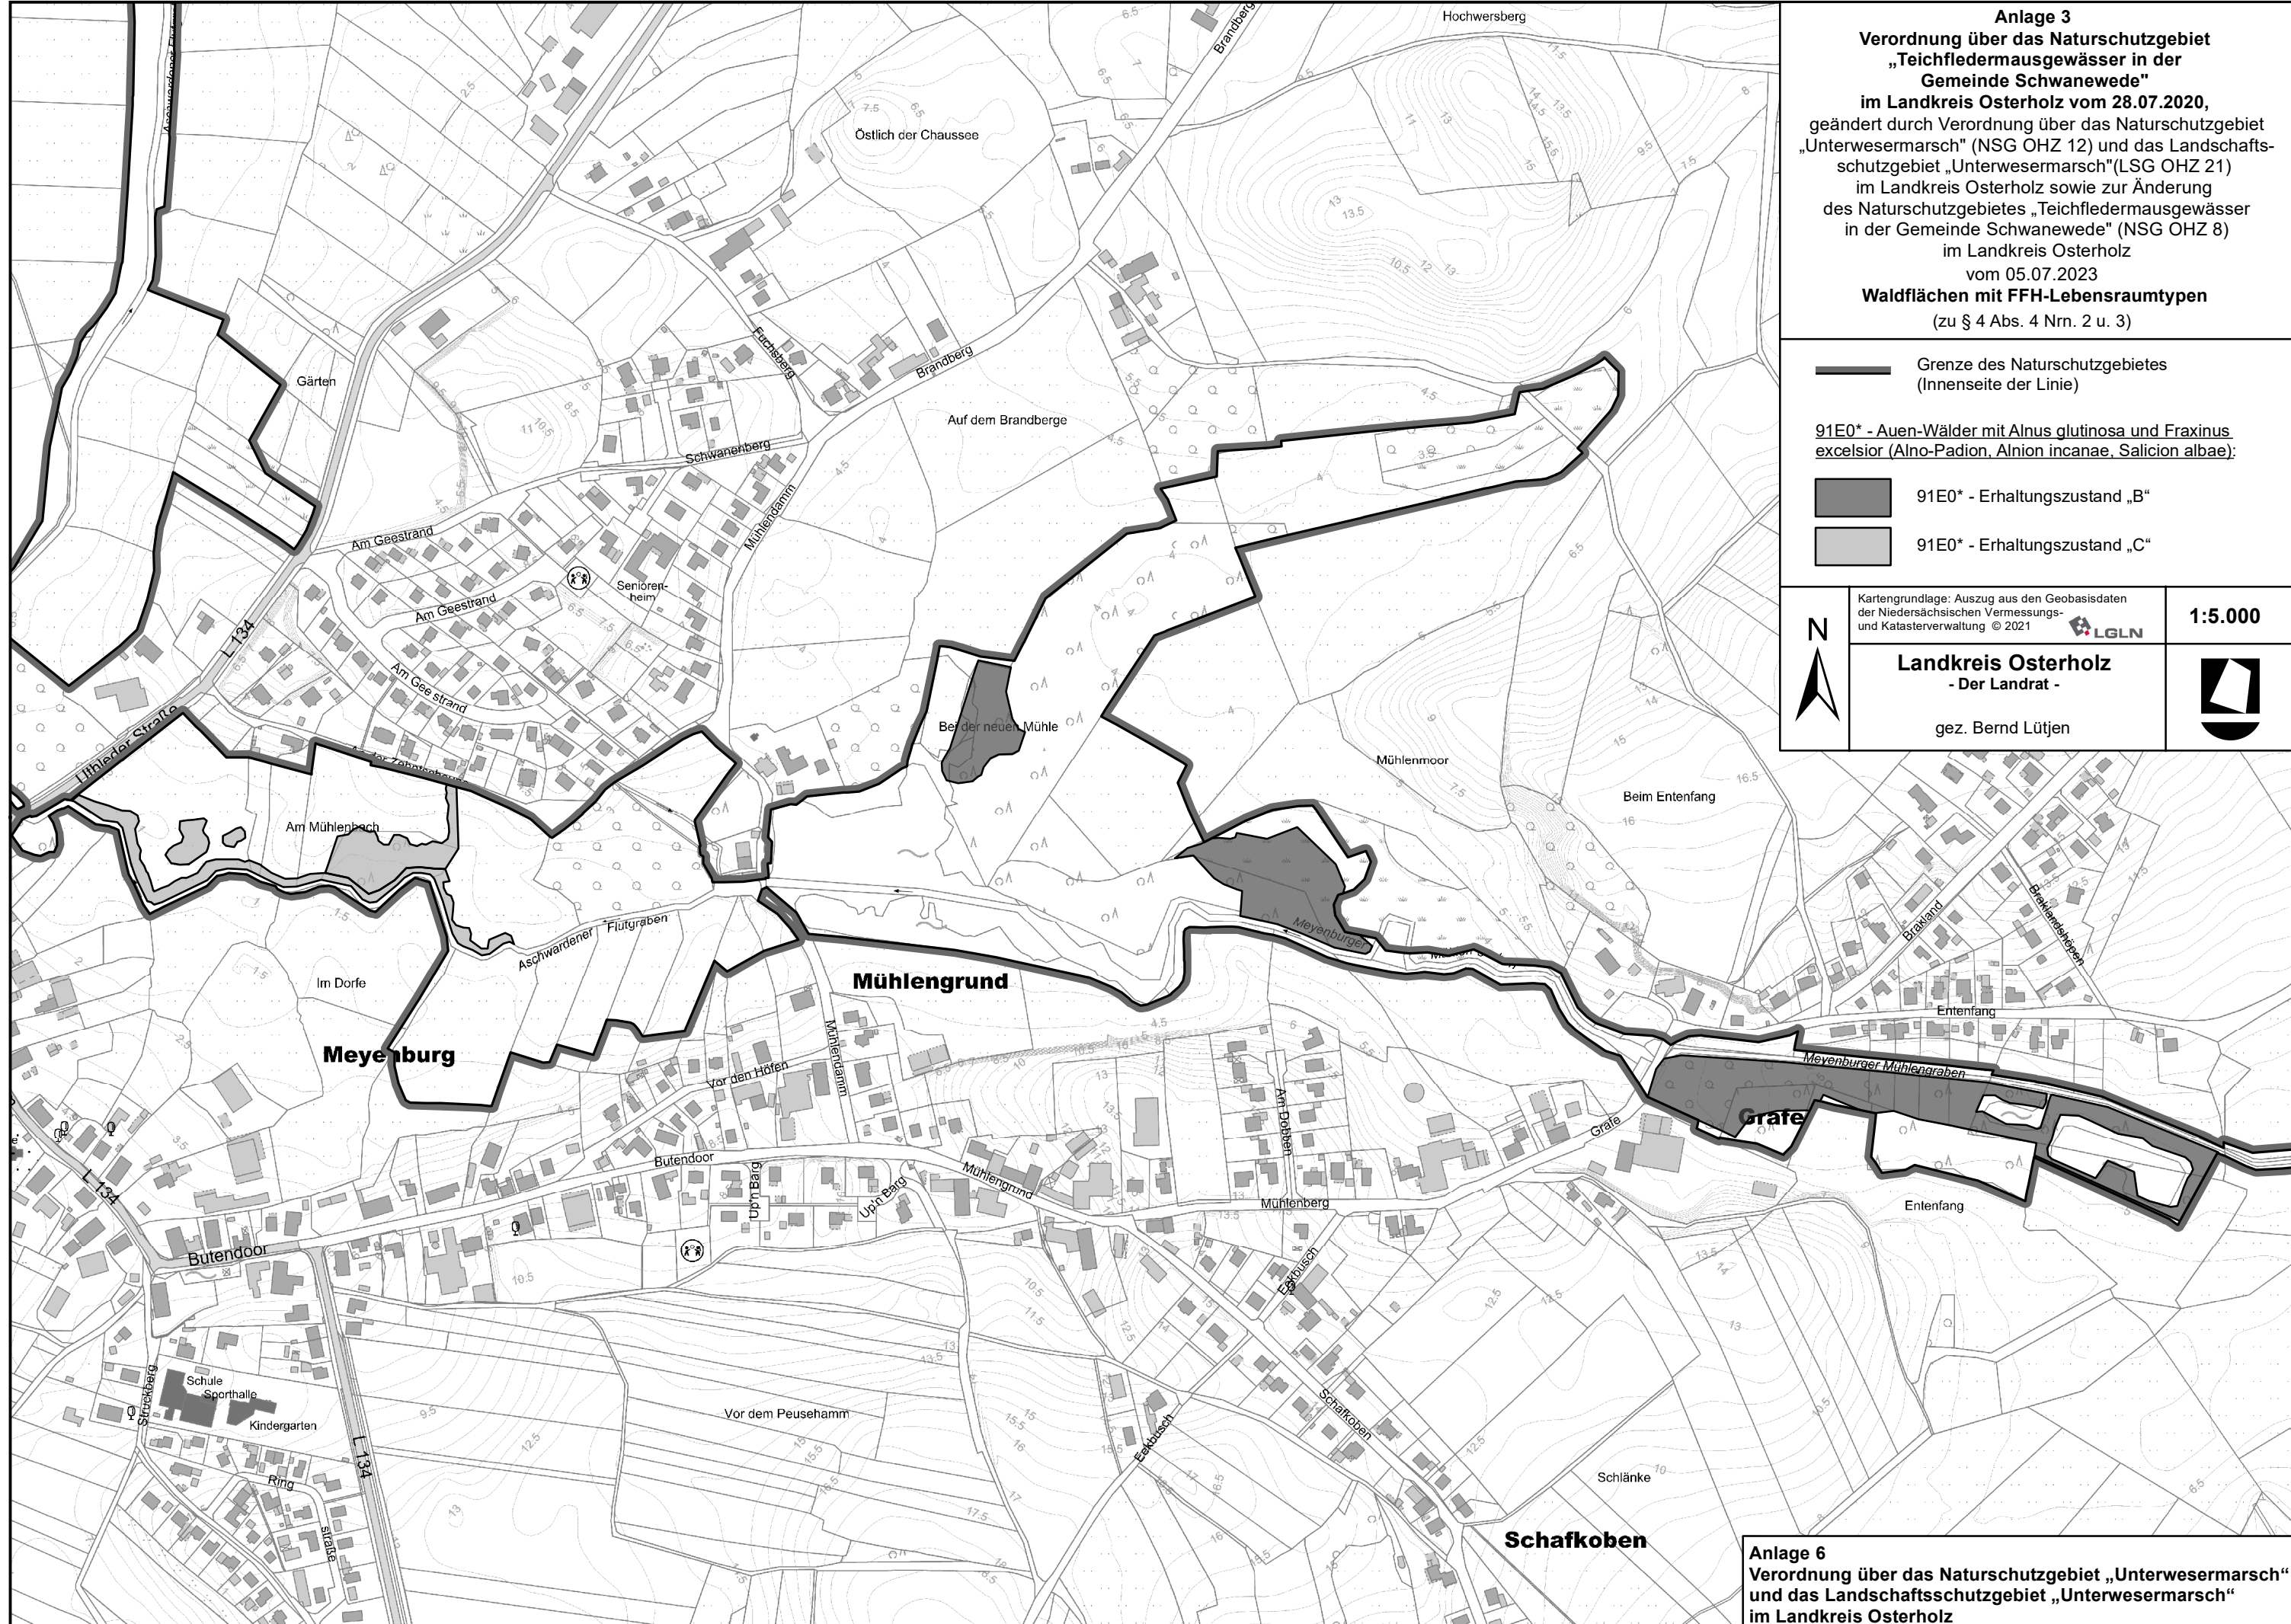 Anlage 3
Verordnung über das Naturschutzgebiet
„Teichfledermausgewässer in der
Gemeinde Schwanewede"
im Landkreis Osterholz vom 28.07.2020,
geändert durch Verordnung über das Naturschutzgebiet
„Unterwesermarsch" (NSG OHZ 12) und das Landschafts-
schutzgebiet „Unterwesermarsch"(LSG OHZ 21)
im Landkreis Osterholz sowie zur Änderung
des Naturschutzgebietes „Teichfledermausgewässer
in der Gemeinde Schwanewede" (NSG OHZ 8)
im Landkreis Osterholz
vom 05.07.2023
Waldflächen mit FFH-Lebensraumtypen
(zu § 4 Abs. 4 Nrn. 2 u. 3)
Grenze des Naturschutzgebietes
(Innenseite der Linie)
91E0* - Auen-Wälder mit Alnus glutinosa und Fraxinus
excelsior (Alno-Padion, Alnion incanae, Salicion albae):
91E0* - Erhaltungszustand „B“
91E0* - Erhaltungszustand „C“
N
Kartengrundlage: Auszug aus den Geobasisdaten
der Niedersächsischen Vermessungs-
und Katasterverwaltung © 2021
LGLN
1:5.000
Landkreis Osterholz
- Der Landrat -
gez. Bernd Lütjen
Hochwersberg
Brandberg
Östlich der Chaussee
Gärten
Fuchsberg
Brandberg
Auf dem Brandberge
Schwanenberg
Mühlendamm
Am Geestrand
Senioren-
heim
Am Geestrand
L 134
Am Geestrand
Bei der neuen Mühle
Mühlenmoor
Beim Entenfang
Am Mühlenbach
Aschwardener Flutgraben
Meyenburger
Brakland
Braklandshöpen
Im Dorfe
Mühlengrund
Entenfang
Meyenburg
Mühlendamm
Vor den Höfen
Meyenburger Mühlengraben
Grafe
Am Dobben
Grafe
Butendoor
Mühlengrund
Up'n Barg
Up'n Barg
Mühlenberg
Entenfang
L 134
Butendoor
Eekbusch
Struckberg
Schule
Sporthalle
Kindergarten
Vor dem Peusehamm
Schafkoben
Eekbusch
L 134
Ring
straße
Schlänke
Schafkoben
Anlage 6
Verordnung über das Naturschutzgebiet „Unterwesermarsch“
und das Landschaftsschutzgebiet „Unterwesermarsch“
im Landkreis Osterholz